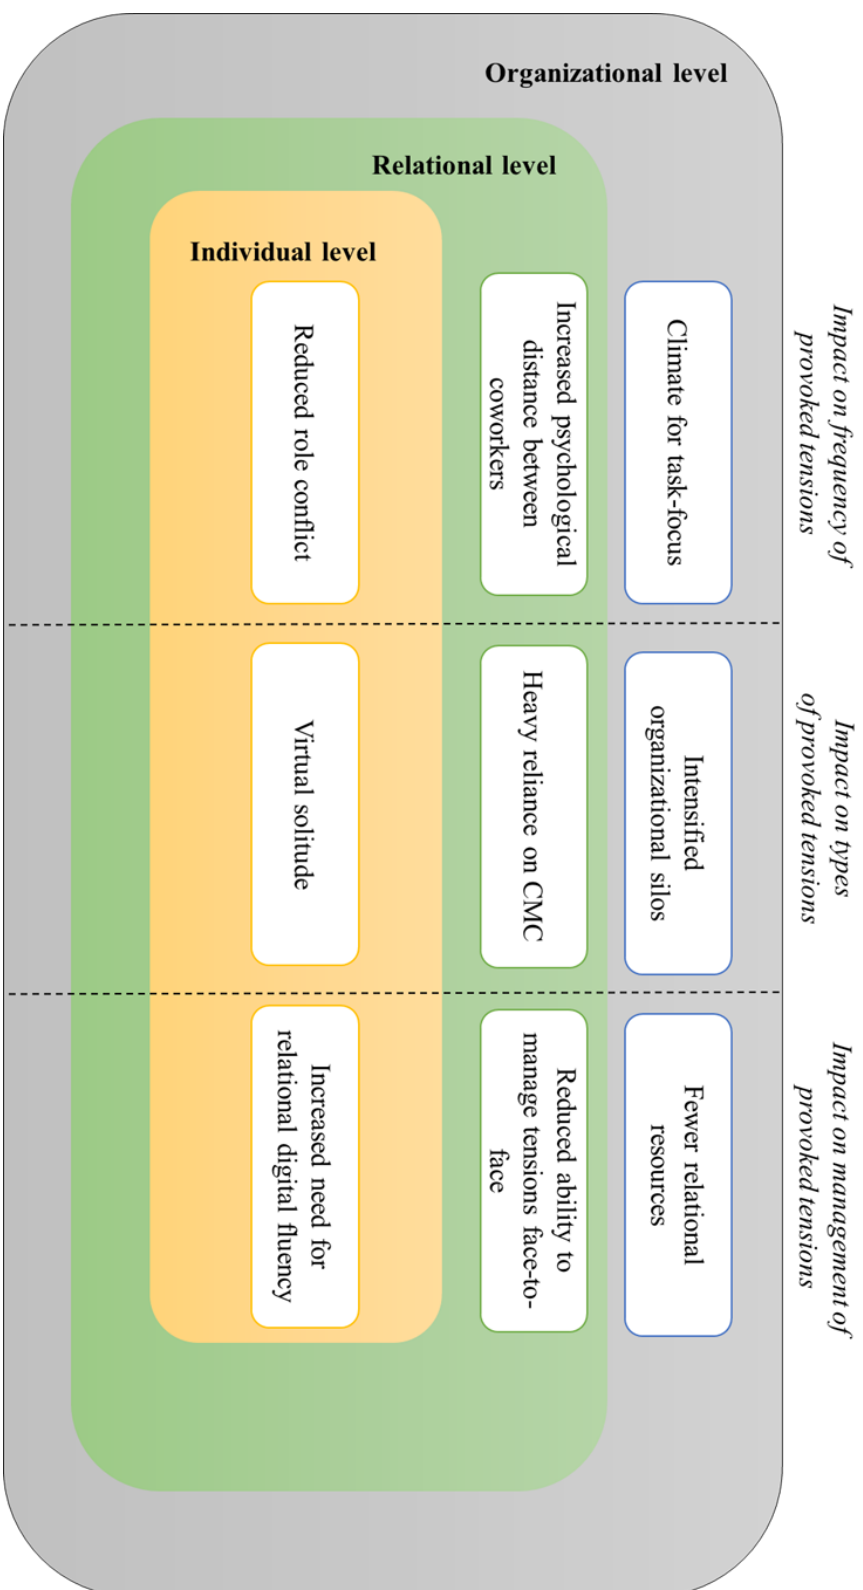 Impact on frequency of
provoked tensions
Impact on types
of provoked tensions
Impact on management of
provoked tensions
Organizational level
Climate for task-focus
Intensified
organizational silos
Fewer relational
resources
Relational level
Increased psychological
distance between
coworkers
Heavy reliance on CMC
Reduced ability to
manage tensions face-to-
face
Individual level
Reduced role conflict
Virtual solitude
Increased need for
relational digital fluency